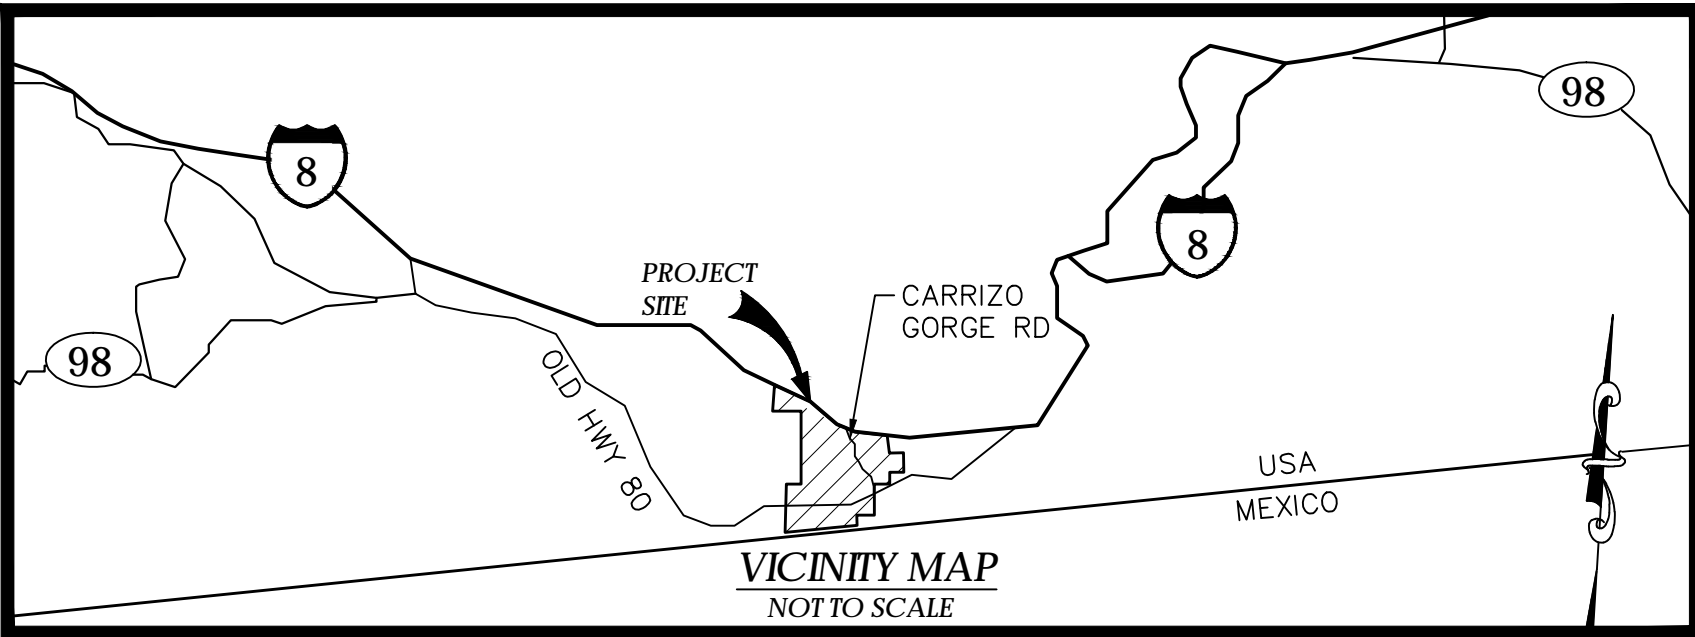 98
8
8
PROJECT
SITE
CARRIZO
GORGE RD
98
OLD HWY 80
USA
MEXICO
VICINITY MAP
NOT TO SCALE